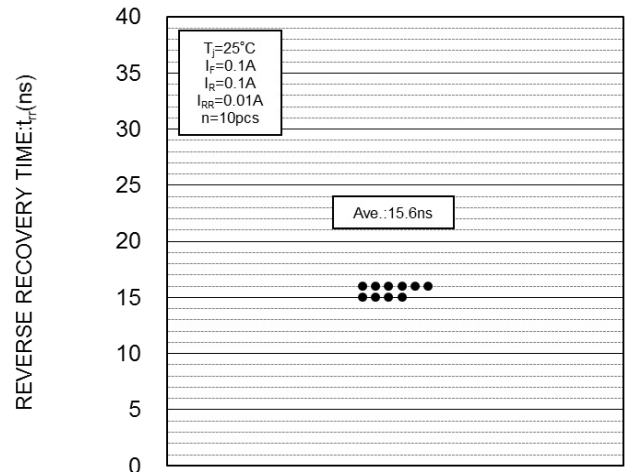 REVERSE RECOVERY TIME:trr(ns)
40
35
30
25
20
15
10
5
0
Tj=25°C
IF=0.1A
IR=0.1A
IRR=0.01A
n=10pcs
Ave.:15.6ns